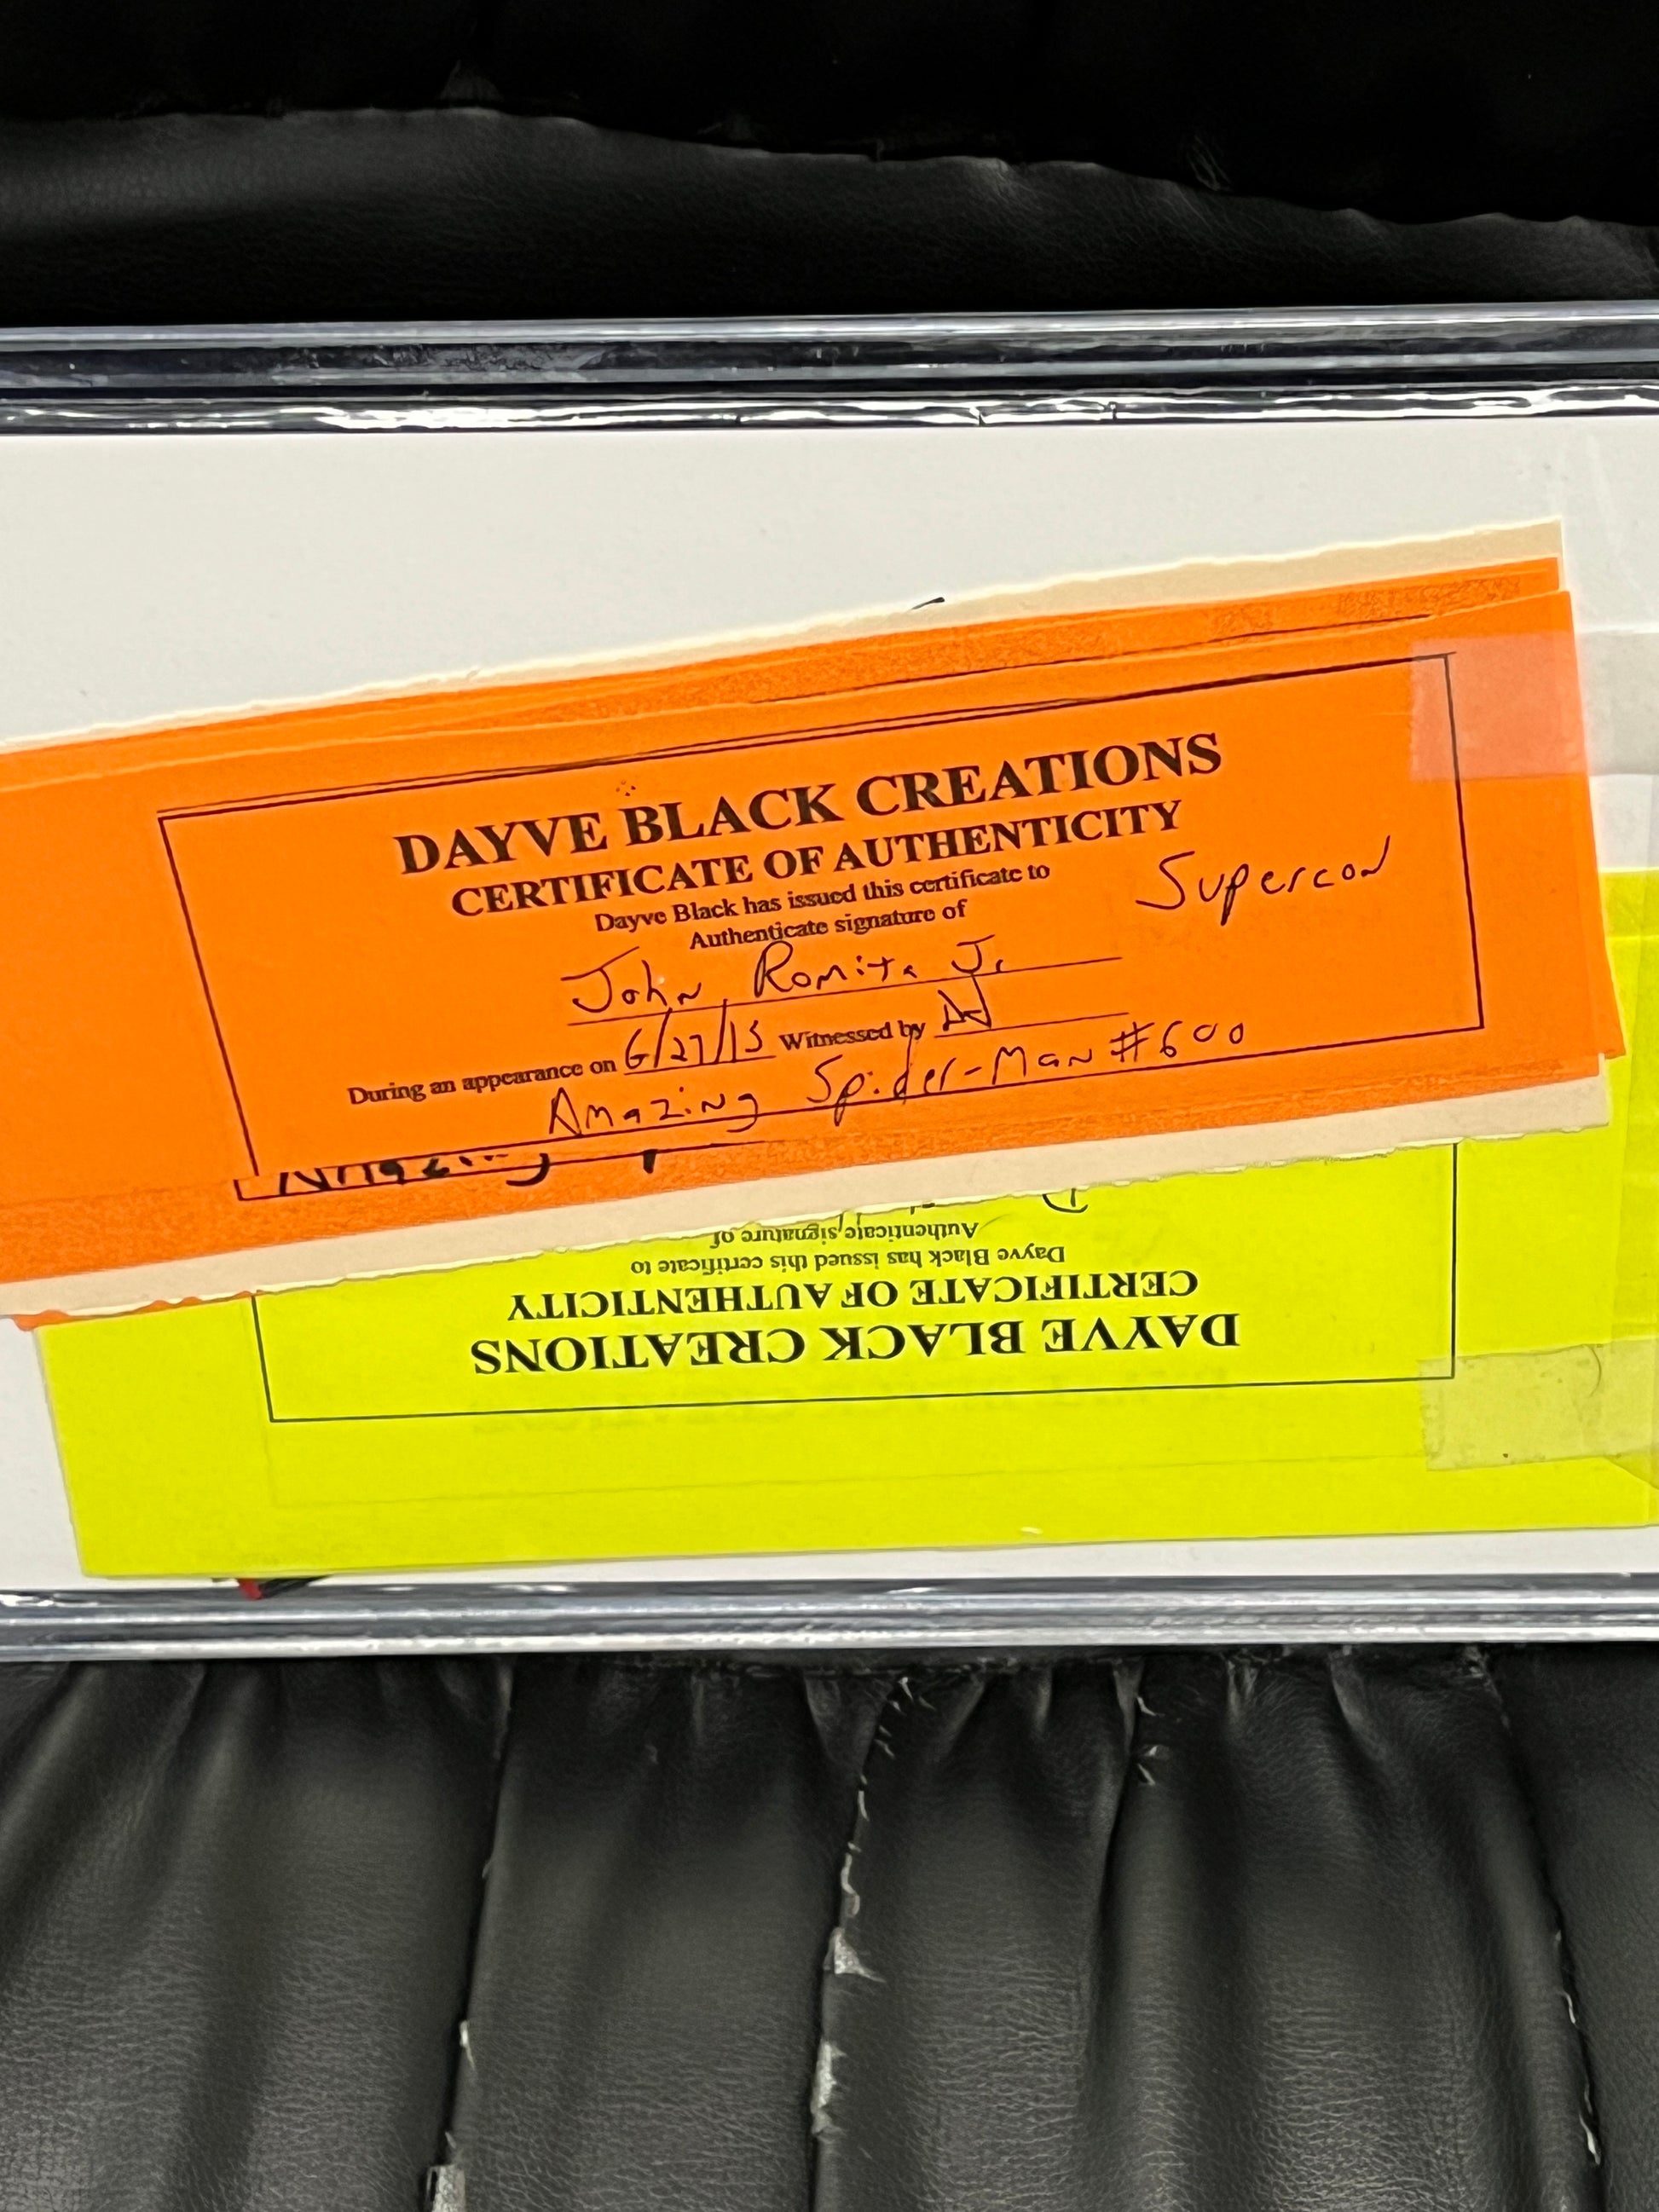 DAYVE BLACK CREATIONS
CERTIFICATE OF AUTHENTICITY
Dayve Black has issued this certificate to
Authenticate signature of
Supercon
John Romita Jr
During an appearance on 6/27/15 Witnessed by
Amazing Spider-Man #600
DAYVE BLACK CREATIONS
CERTIFICATE OF AUTHENTICITY
Dayve Black has issued this certificate to
Authenticate signature of